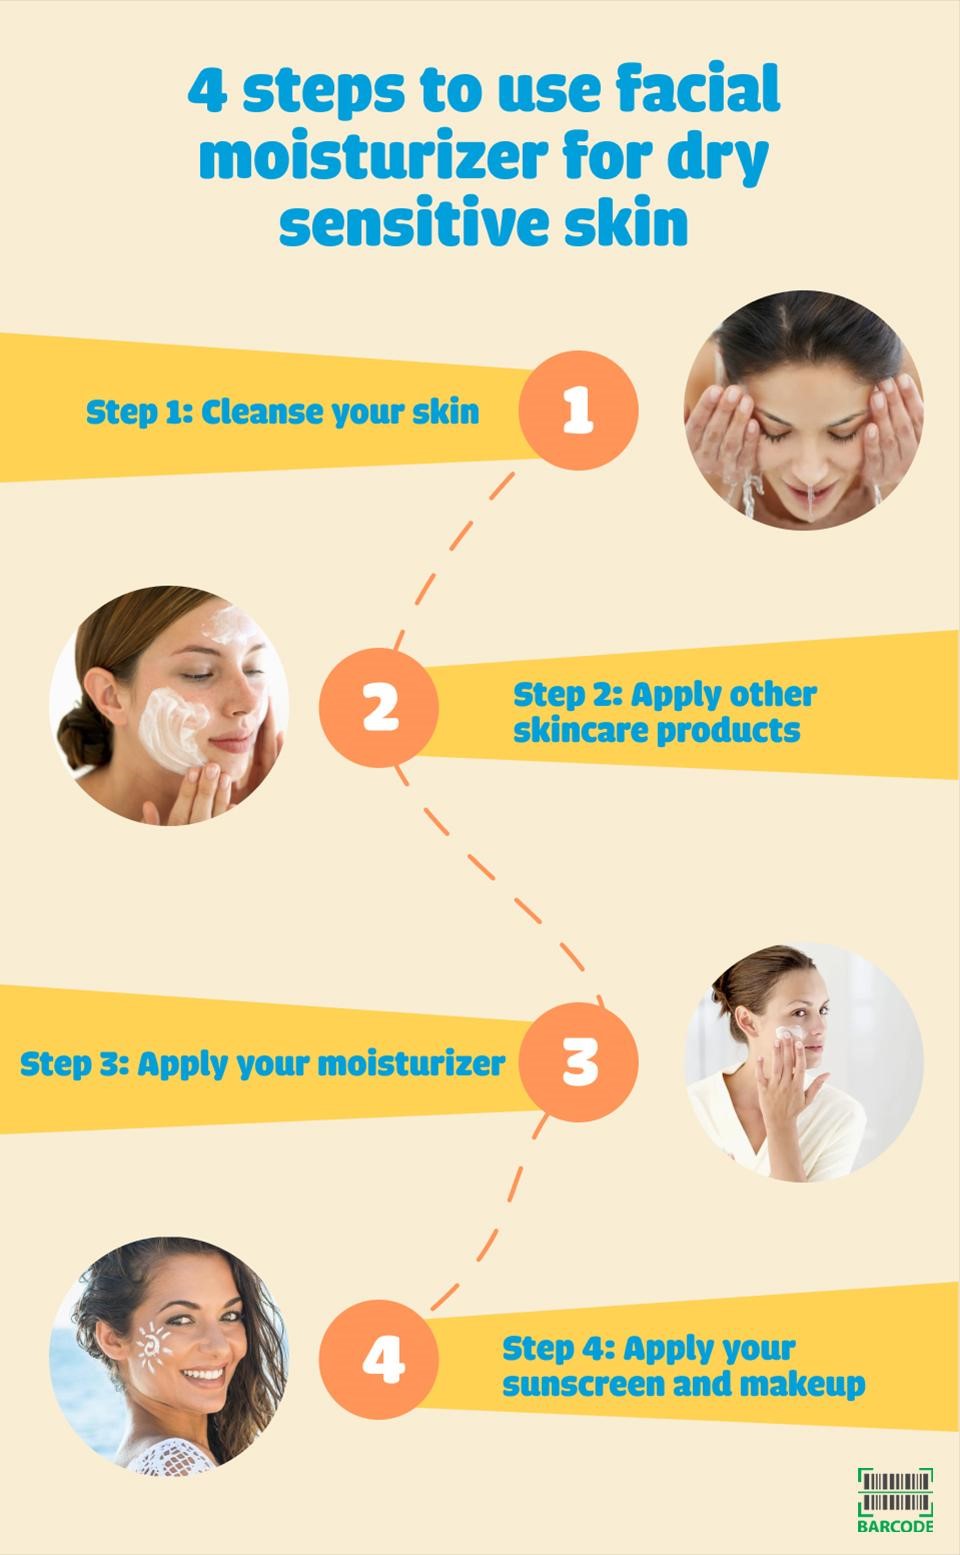 4 steps to use facial
moisturizer for dry
sensitive skin
Step 1: Cleanse your skin
1
2
Step 2: Apply other
skincare products
Step 3: Apply your moisturizer
3
4
Step 4: Apply your
sunscreen and makeup
BARCODE